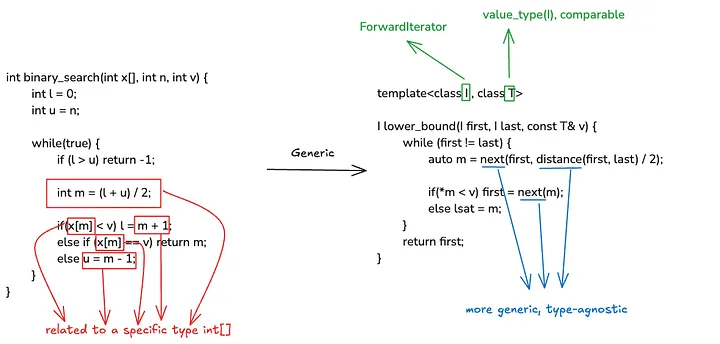 ForwardIterator
value_type(I), comparable
int binary_search(int x[], int n, int v) {
int l = 0;
int u = n;
while(true) {
if (l > u) return -1;
int m = (l + u) / 2;
if(x[m] < v) l = m + 1;
else if (x[m] == v) return m;
else u = m - 1;
}
}
related to a specific type int[]
Generic
template<class I, class T>
I lower_bound(I first, I last, const T& v) {
while (first != last) {
auto m = next(first, distance(first, last) / 2);
if(*m < v) first = next(m);
else lsat = m;
}
return first;
}
more generic, type-agnostic